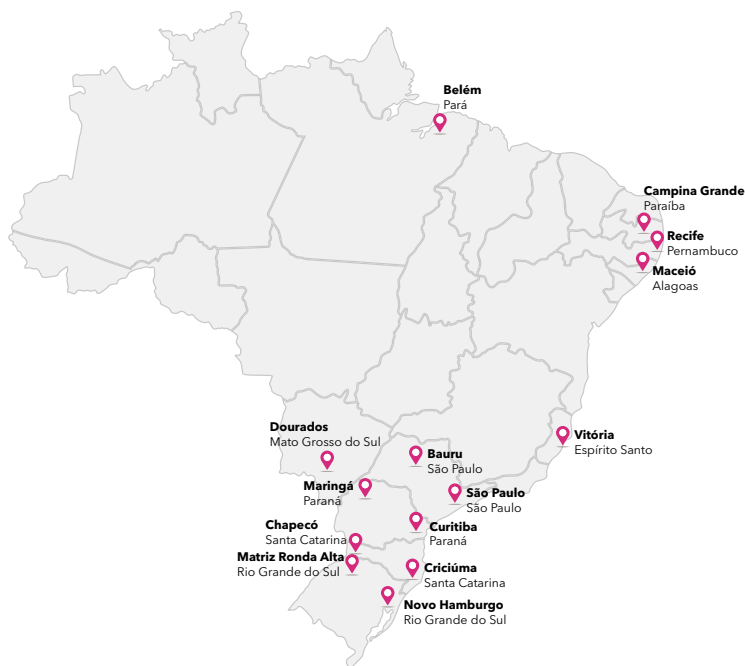 Belém
Pará
Campina Grande
Paraíba
Recife
Pernambuco
Maceió
Alagoas
Dourados
Mato Grosso do Sul
Vitória
Espírito Santo
Bauru
São Paulo
Maringá
Paraná
São Paulo
São Paulo
Chapecó
Santa Catarina
Curitiba
Paraná
Matriz Ronda Alta
Rio Grande do Sul
Criciúma
Santa Catarina
Novo Hamburgo
Rio Grande do Sul